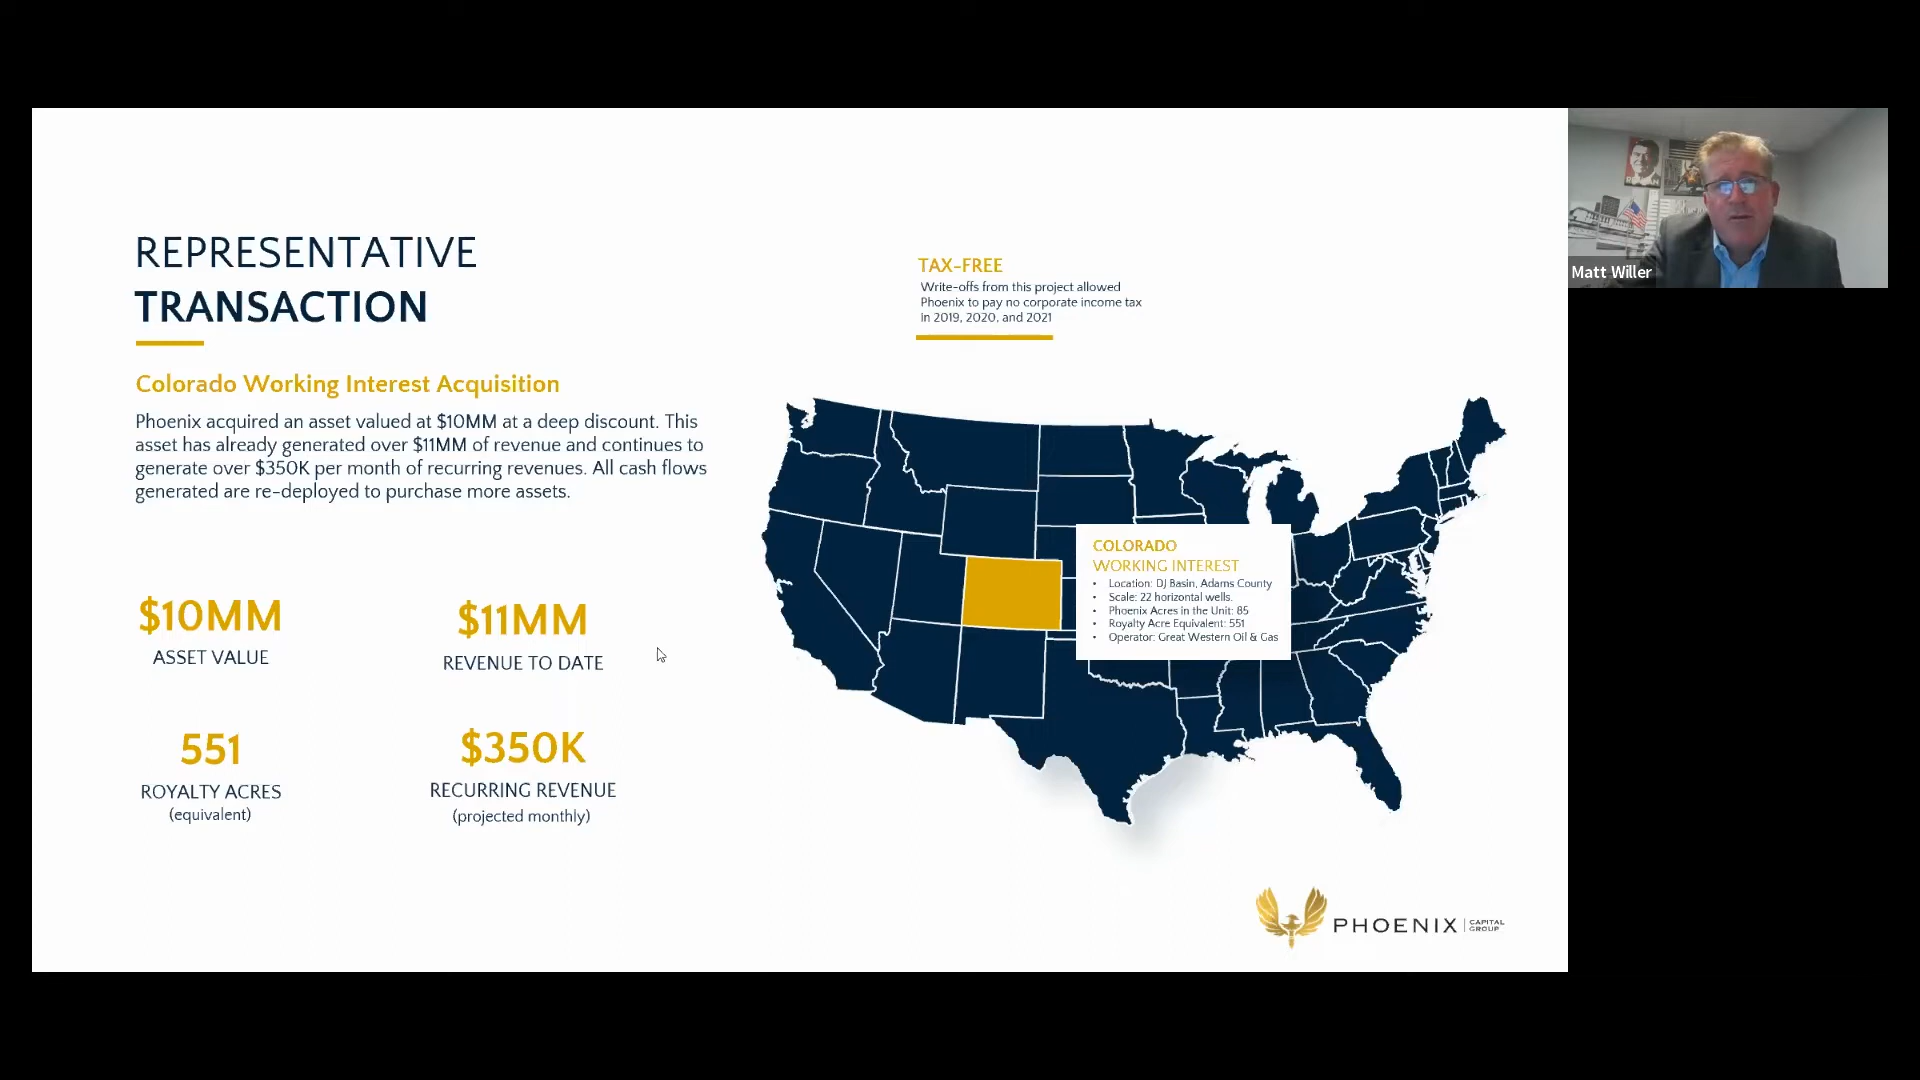 REPRESENTATIVE
TRANSACTION
Colorado Working Interest Acquisition
Phoenix acquired an asset valued at $10MM at a deep discount. This
asset has already generated over $11MM of revenue and continues to
generate over $350K per month of recurring revenues. All cash flows
generated are re-deployed to purchase more assets.
$10MM
ASSET VALUE
$11MM
REVENUE TO DATE
551
ROYALTY ACRES
(equivalent)
$350K
RECURRING REVENUE
(projected monthly)
TAX-FREE
Write-offs from this project allowed
Phoenix to pay no corporate income tax
in 2019, 2020, and 2021
COLORADO
WORKING INTEREST
• Location: DJ Basin, Adams County
• Scale: 22 horizontal wells.
• Phoenix Acres in the Unit: 85
• Royalty Acre Equivalent: 551
• Operator: Great Western Oil & Gas
PHOENIX
CAPITAL
GROUP
Matt Willer